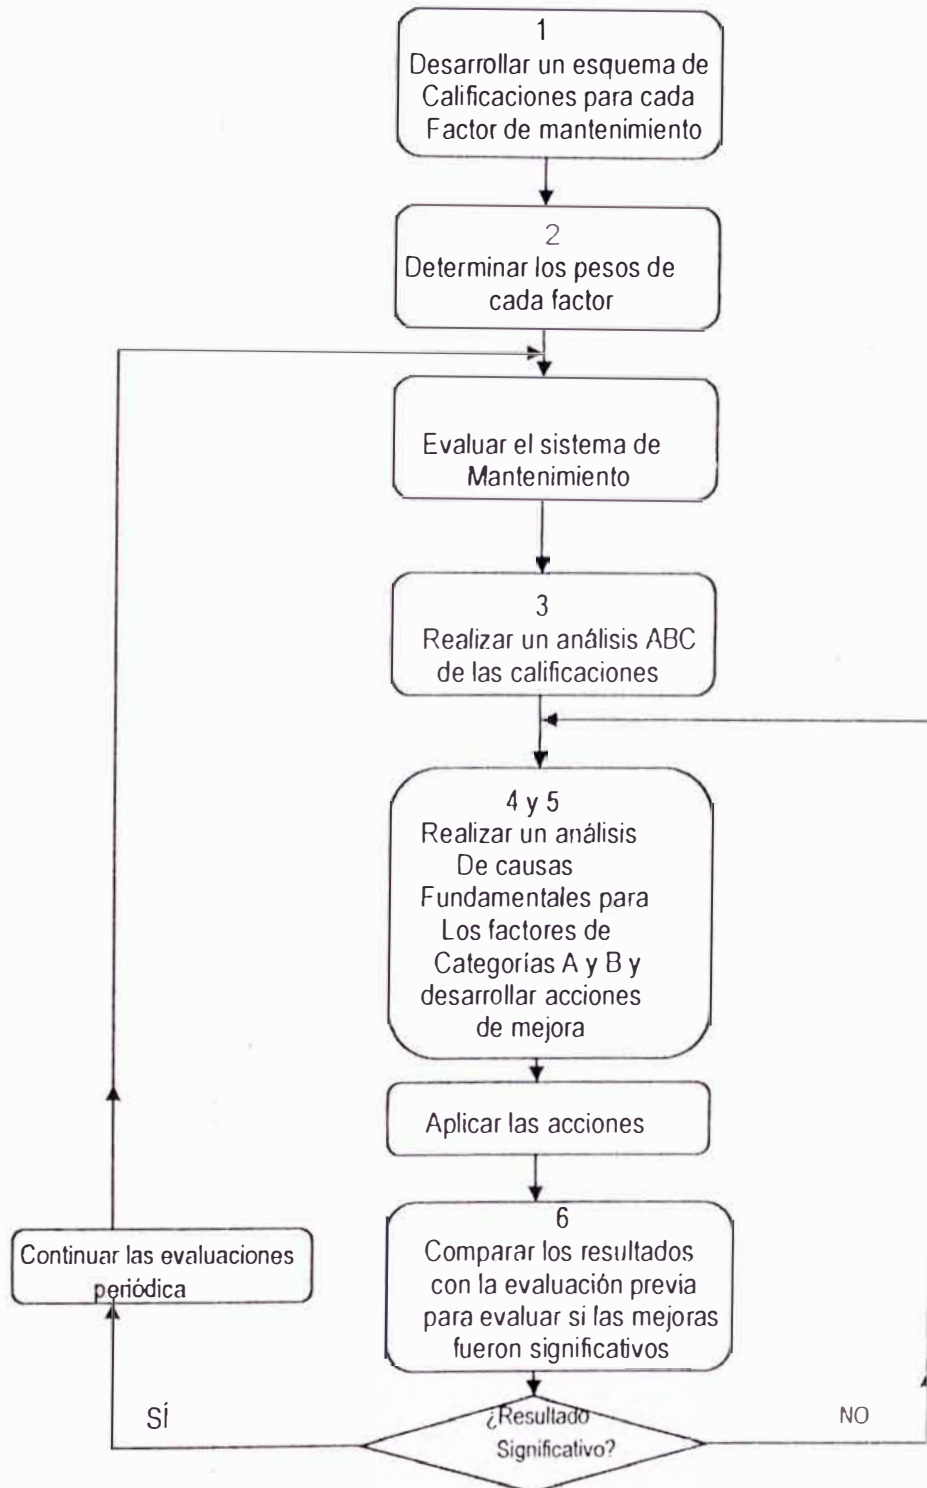 1
Desarrollar un esquema de
Calificaciones para cada
Factor de mantenimiento
2
Determinar los pesos de
cada factor
Evaluar el sistema de
Mantenimiento
3
Realizar un análisis ABC
de las calificaciones
4 y 5
Realizar un análisis
De causas
Fundamentales para
Los factores de
Categorías A y B y
desarrollar acciones
de mejora
Aplicar las acciones
6
Comparar los resultados
con la evaluación previa
para evaluar si las mejoras
fueron significativos
Continuar las evaluaciones
periódica
SÍ
¿Resultado
Significativo?
NO